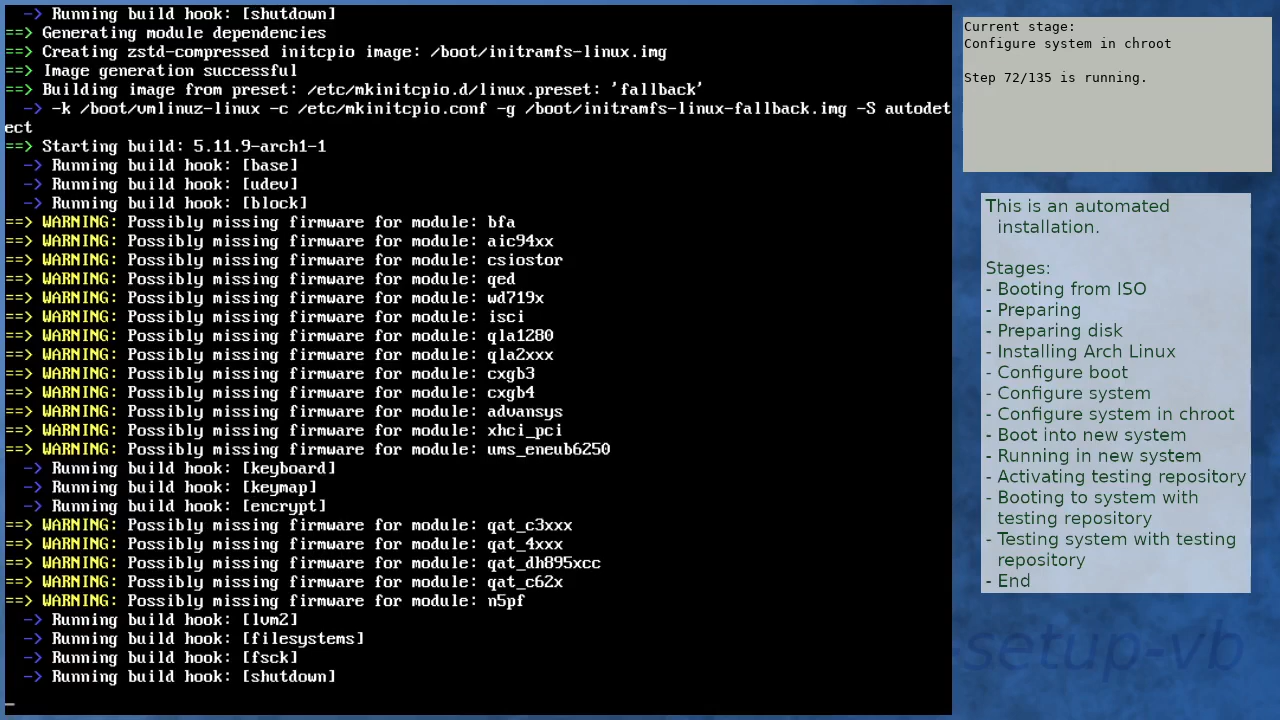 -> Running build hook: [shutdown]
==> Generating module dependencies
==> Creating zstd-compressed initcpio image: /boot/initramfs-linux.img
==> Image generation successful
==> Building image from preset: /etc/mkinitcpio.d/linux.preset: 'fallback'
-> -k /boot/vmlinuz-linux -c /etc/mkinitcpio.conf -g /boot/initramfs-linux-fallback.img -S autodet
ect
==> Starting build: 5.11.9-arch1-1
-> Running build hook: [base]
-> Running build hook: [udev]
-> Running build hook: [block]
==> WARNING: Possibly missing firmware for module: bfa
==> WARNING: Possibly missing firmware for module: aic94xx
==> WARNING: Possibly missing firmware for module: csiostor
==> WARNING: Possibly missing firmware for module: qed
==> WARNING: Possibly missing firmware for module: wd719x
==> WARNING: Possibly missing firmware for module: isci
==> WARNING: Possibly missing firmware for module: qla1280
==> WARNING: Possibly missing firmware for module: qla2xxx
==> WARNING: Possibly missing firmware for module: cxgb3
==> WARNING: Possibly missing firmware for module: cxgb4
==> WARNING: Possibly missing firmware for module: advansys
==> WARNING: Possibly missing firmware for module: xhci_pci
==> WARNING: Possibly missing firmware for module: ums_eneub6250
-> Running build hook: [keyboard]
-> Running build hook: [keymap]
-> Running build hook: [encrypt]
==> WARNING: Possibly missing firmware for module: qat_c3xxx
==> WARNING: Possibly missing firmware for module: qat_4xxx
==> WARNING: Possibly missing firmware for module: qat_dh895xcc
==> WARNING: Possibly missing firmware for module: qat_c62x
==> WARNING: Possibly missing firmware for module: n5pf
-> Running build hook: [lvm2]
-> Running build hook: [filesystems]
-> Running build hook: [fsck]
-> Running build hook: [shutdown]
Current stage:
Configure system in chroot
Step 72/135 is running.
This is an automated
installation.
Stages:
- Booting from ISO
- Preparing
- Preparing disk
- Installing Arch Linux
- Configure boot
- Configure system
- Configure system in chroot
- Boot into new system
- Running in new system
- Activating testing repository
- Booting to system with
testing repository
- Testing system with testing
repository
- End
setup-vb